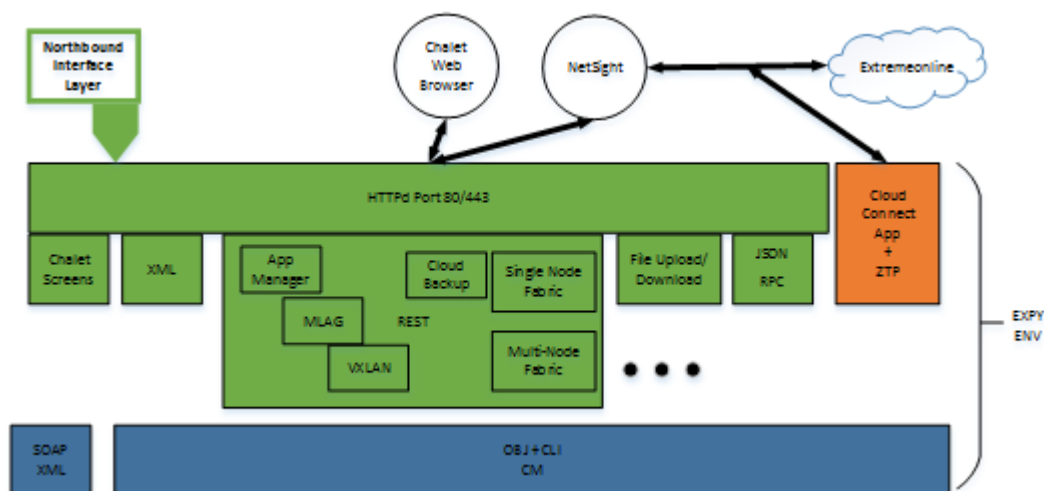 Northbound
Interface
Layer
Chalet
Web
Browser
NetSight
Extremeonline
HTTPd Port 80/443
Cloud
Connect
App
+
ZTP
Chalet
Screens
XML
App
Manager
Cloud
Backup
Single Node
Fabric
MLAG
REST
VXLAN
Multi-Node
Fabric
File Upload/
Download
JSON
RPC
EXPY
ENV
SOAP
XML
OBJ + CLI
CM